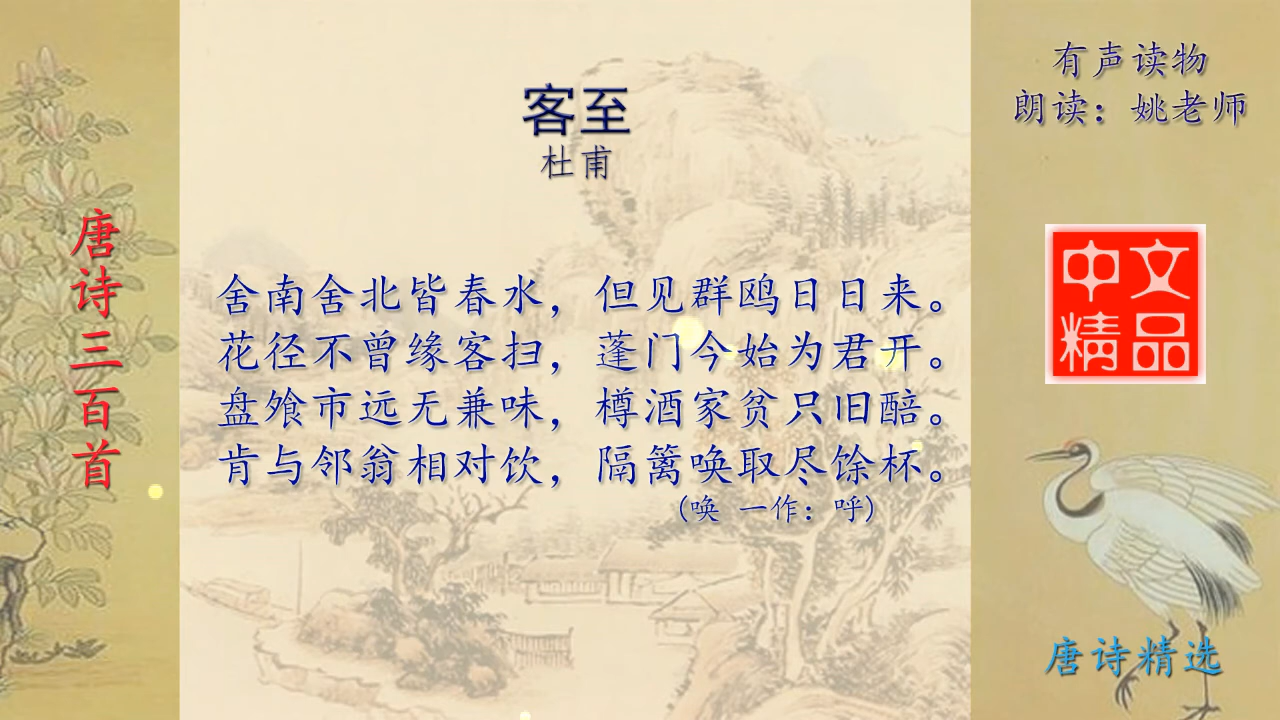 客至
杜甫
舍南舍北皆春水，但见群鸥日日来。
花径不曾缘客扫，蓬门今始为君开。
盘飧市远无兼味，樽酒家贫只旧醅。
肯与邻翁相对饮，隔篱唤取尽馀杯。
(唤 一作：呼)
唐诗三百首
有声读物
朗读：姚老师
中文
精品
唐诗精选